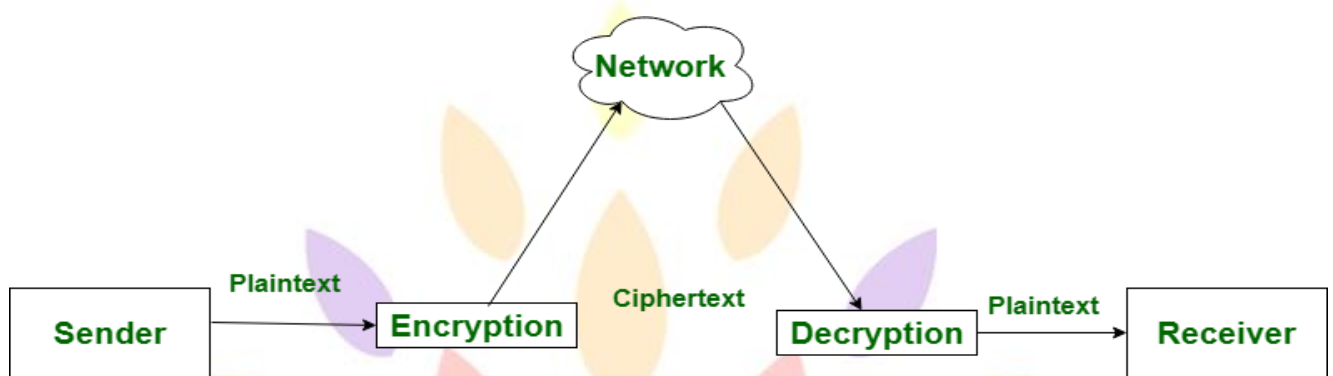 Network
Plaintext
Ciphertext
Plaintext
Sender
Encryption
Decryption
Receiver